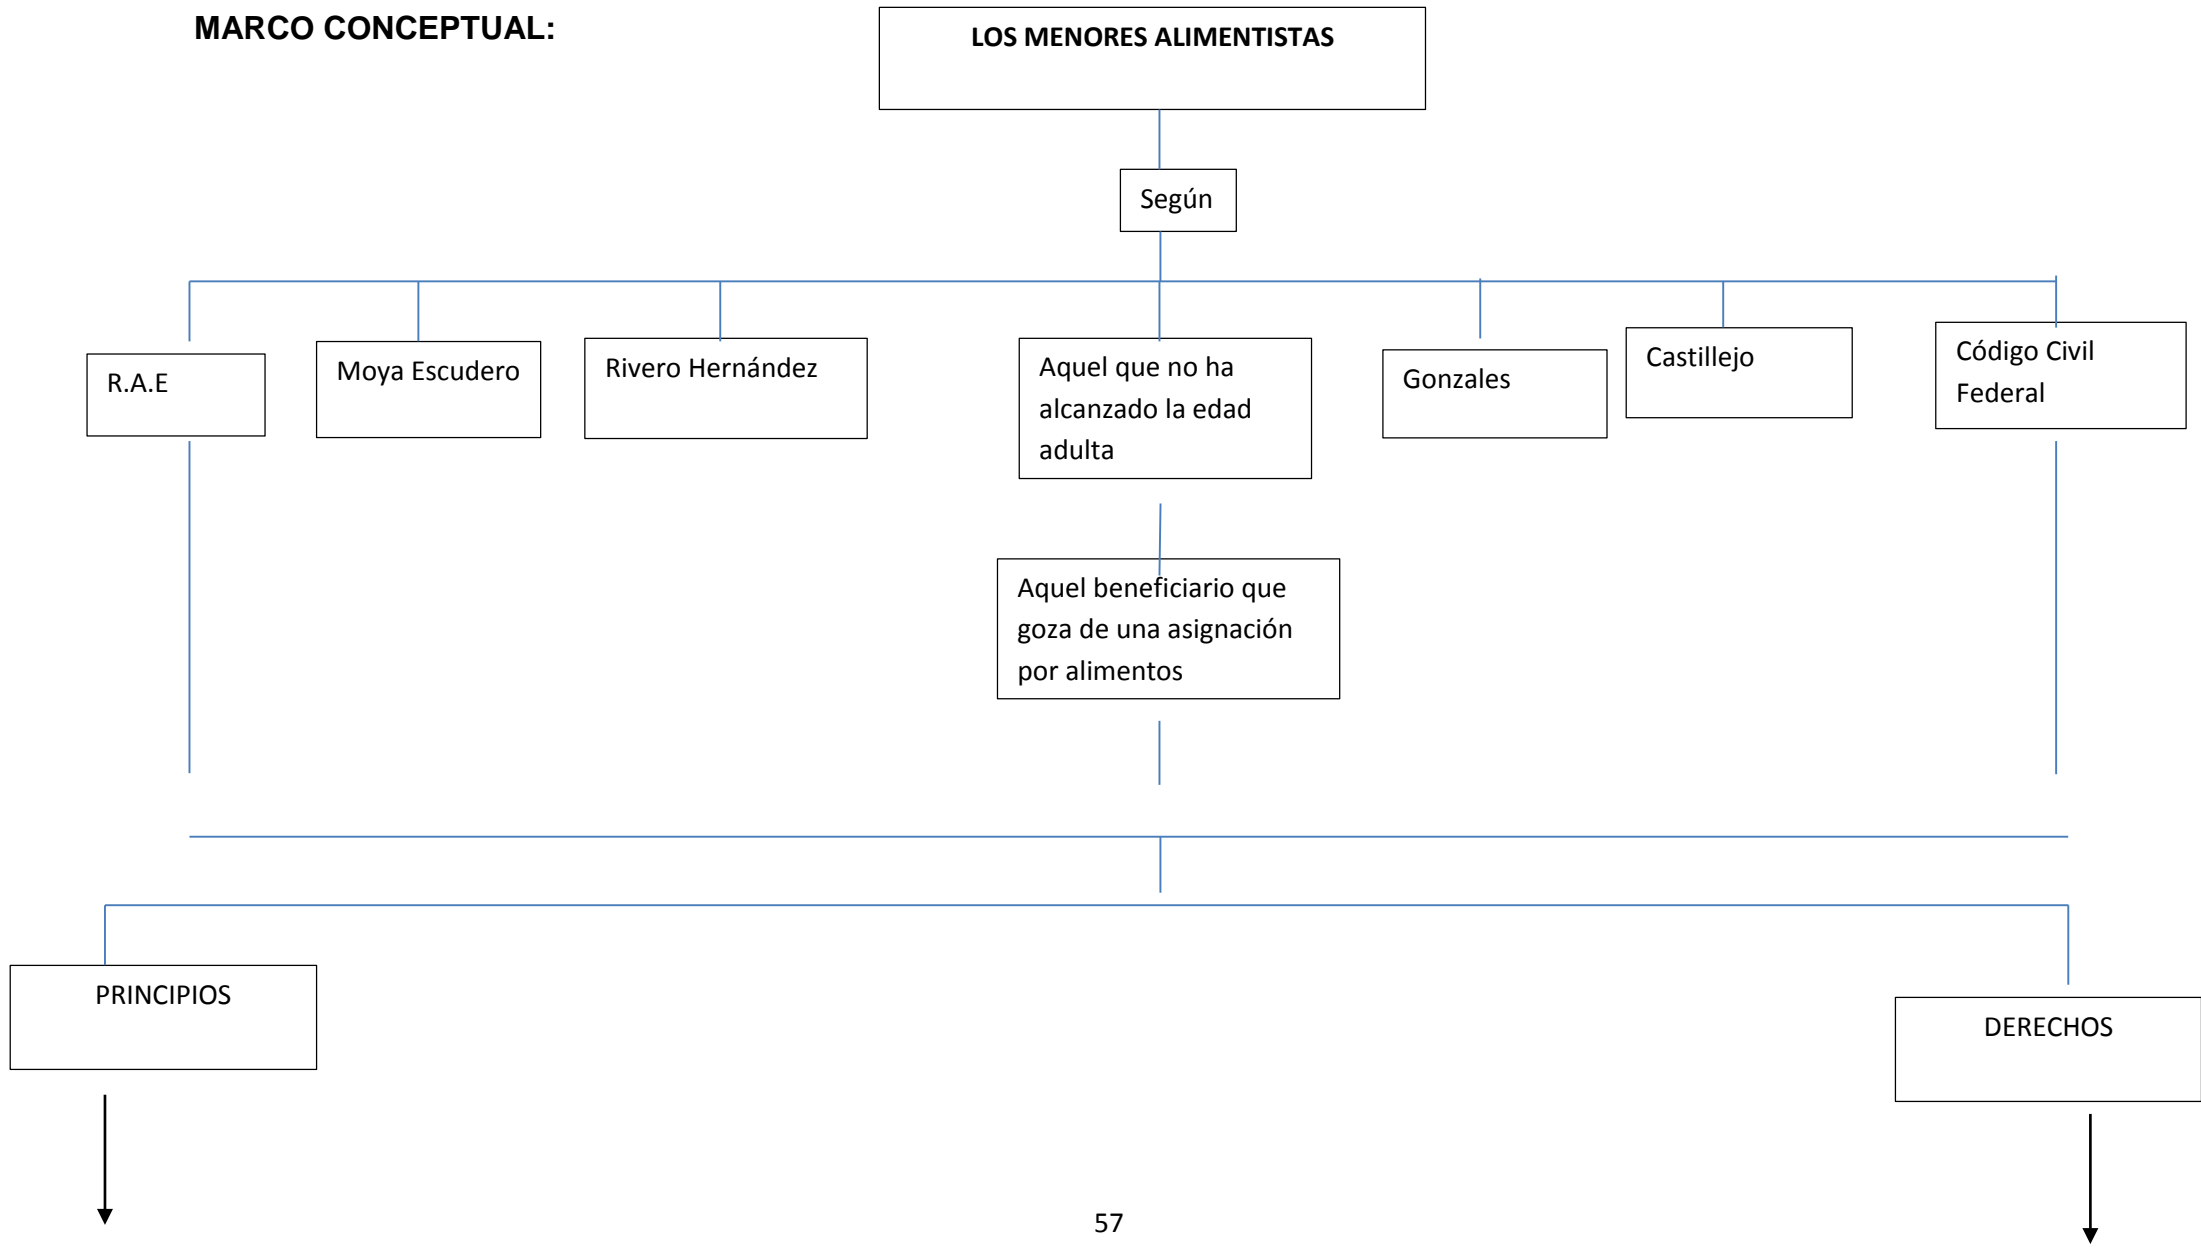 MARCO CONCEPTUAL:
LOS MENORES ALIMENTISTAS
Según
R.A.E
Moya Escudero
Rivero Hernández
Aquel que no ha
alcanzado la edad
adulta
Gonzales
Castillejo
Código Civil
Federal
Aquel beneficiario que
goza de una asignación
por alimentos
PRINCIPIOS
DERECHOS
57